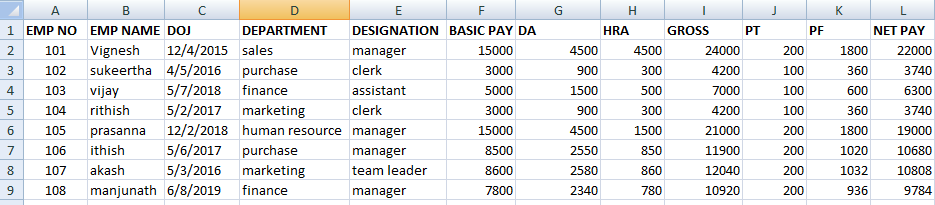 A B C D E F G H I J K L
1 EMP NO EMP NAME DOJ DEPARTMENT DESIGNATION BASIC PAY DA HRA GROSS PT PF NET PAY
2 101 Vignesh 12/4/2015 sales manager 15000 4500 4500 24000 200 1800 22000
3 102 sukeertha 4/5/2016 purchase clerk 3000 900 300 4200 100 360 3740
4 103 vijay 5/7/2018 finance assistant 5000 1500 500 7000 100 600 6300
5 104 rithish 5/2/2017 marketing clerk 3000 900 300 4200 100 360 3740
6 105 prasanna 12/2/2018 human resource manager 15000 4500 1500 21000 200 1800 19000
7 106 ithish 5/6/2017 purchase manager 8500 2550 850 11900 200 1020 10680
8 107 akash 5/3/2016 marketing team leader 8600 2580 860 12040 200 1032 10808
9 108 manjunath 6/8/2019 finance manager 7800 2340 780 10920 200 936 9784